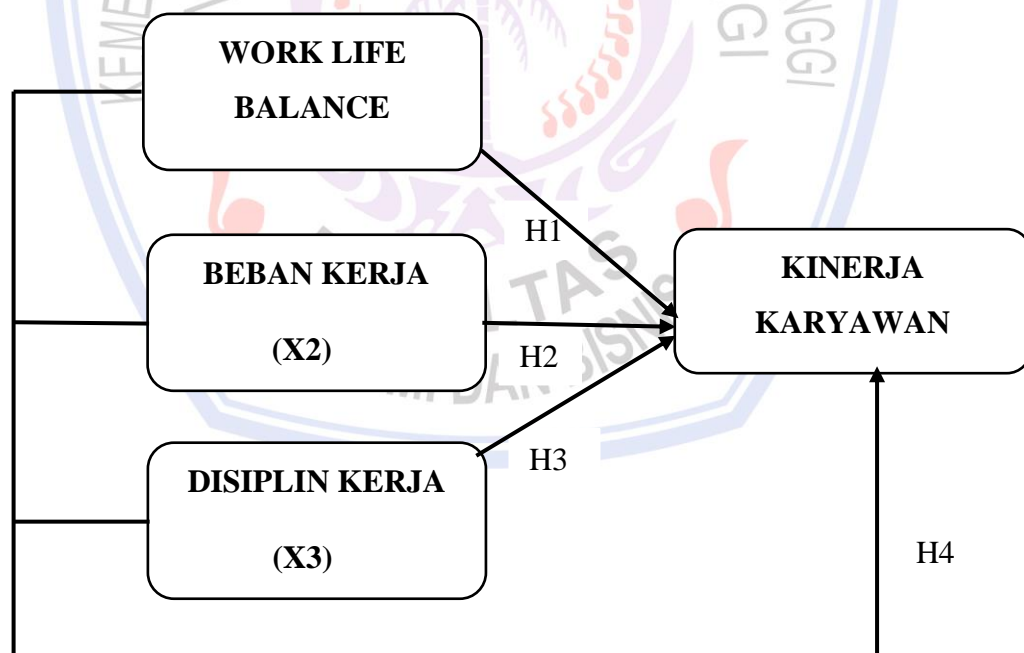 WORK LIFE
BALANCE
H1
BEBAN KERJA
(X2)
H2
KINERJA
KARYAWAN
DISIPLIN KERJA
(X3)
H3
H4